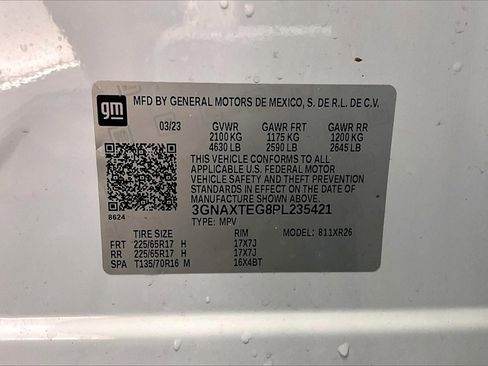 gm
MFD BY GENERAL MOTORS DE MEXICO, S. DE R.L. DE C.V.
03/23 GVWR GAWR FRT GAWR RR
2100 KG 1175 KG 1200 KG
4630 LB 2590 LB 2645 LB
THIS VEHICLE CONFORMS TO ALL
APPLICABLE U.S. FEDERAL MOTOR
VEHICLE SAFETY AND THEFT PREVENTION
STANDARDS IN EFFECT ON THE DATE OF
MANUFACTURE SHOWN ABOVE.
3GNAXTEG8PL235421
8624
TYPE: MPV
MODEL: 811XR26
TIRE SIZE RIM
FRT 225/65R17 H 17X7J
RR 225/65R17 H 17X7J
SPA T135/70R16 M 16X4BT